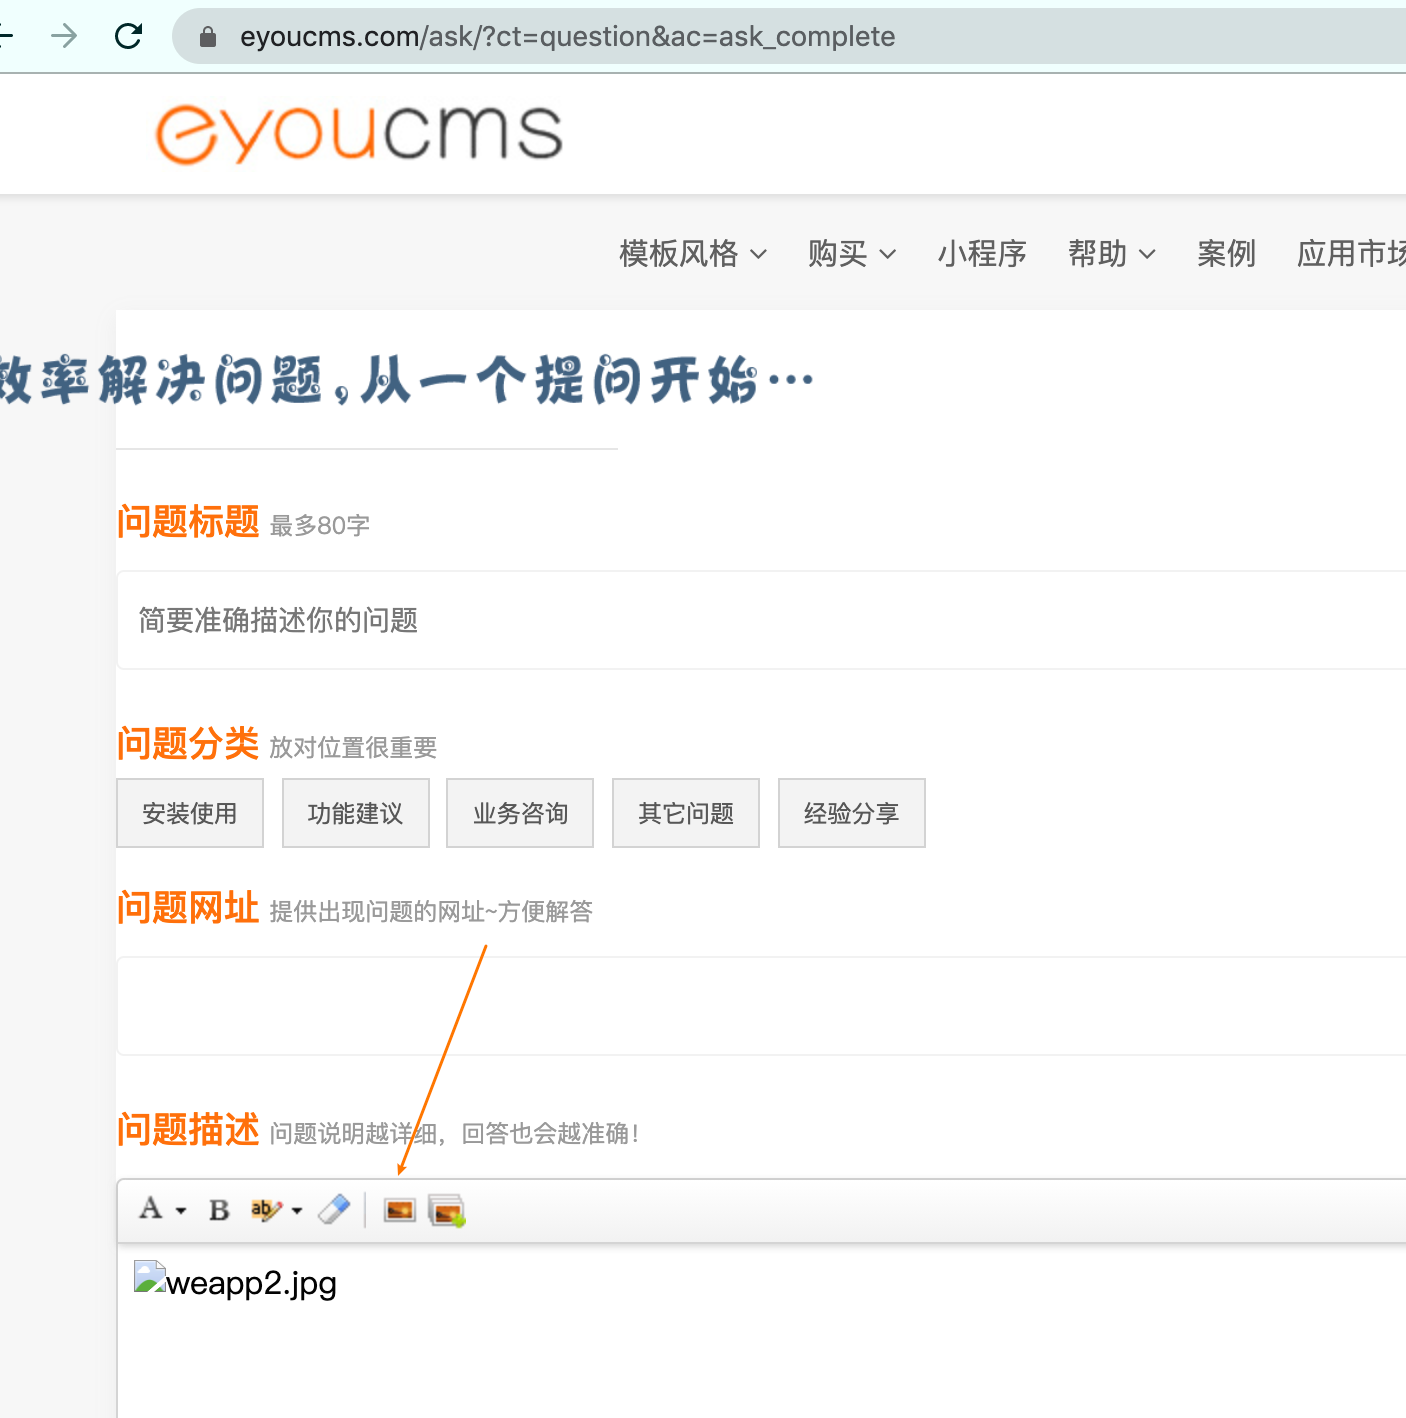 eyoucms.com/ask/?ct=question&ac=ask_complete
eyoucms
模板风格 购买 小程序 帮助 案例 应用市场
效率解决问题,从一个提问开始…
问题标题 最多80字
简要准确描述你的问题
问题分类 放对位置很重要
安装使用 功能建议 业务咨询 其它问题 经验分享
问题网址 提供出现问题的网址~方便解答
问题描述 问题说明越详细，回答也会越准确！
A B ab
weapp2.jpg